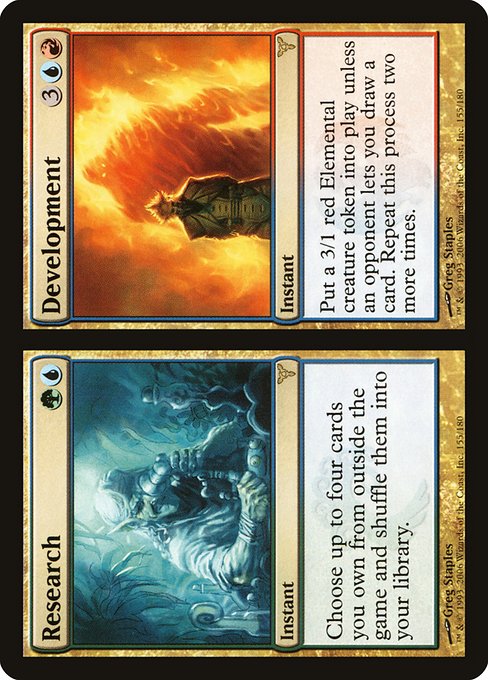 Research
Instant
Choose up to four cards
you own from outside the
game and shuffle them into
your library.
Greg Staples
™ & © 1993–2006 Wizards of the Coast, Inc. 155/180
Development
3
Instant
Put a 3/1 red Elemental
creature token into play unless
an opponent lets you draw a
card. Repeat this process two
more times.
Greg Staples
™ & © 1993–2006 Wizards of the Coast, Inc. 155/180